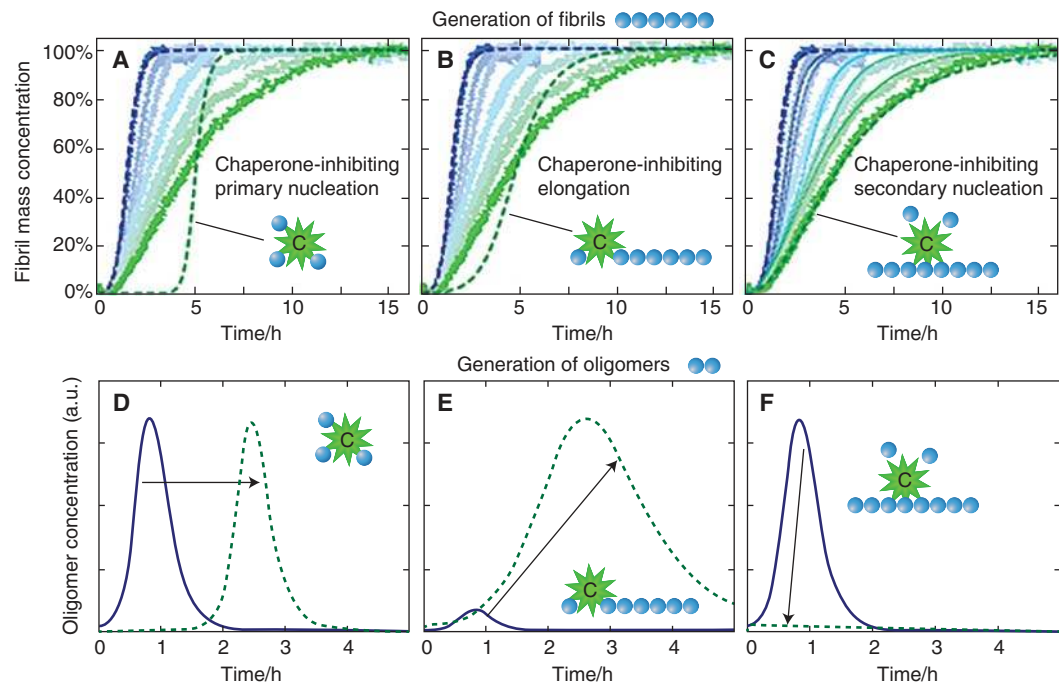 Generation of fibrils
Fibril mass concentration
100%
80%
60%
40%
20%
0%
A
Chaperone-inhibiting
primary nucleation
C
0
5
10
15
Time/h
B
Chaperone-inhibiting
elongation
C
0
5
10
15
Time/h
C
Chaperone-inhibiting
secondary nucleation
C
0
5
10
15
Time/h
Generation of oligomers
Oligomer concentration (a.u.)
D
C
0
1
2
3
4
Time/h
E
C
0
1
2
3
4
Time/h
F
C
0
1
2
3
4
Time/h